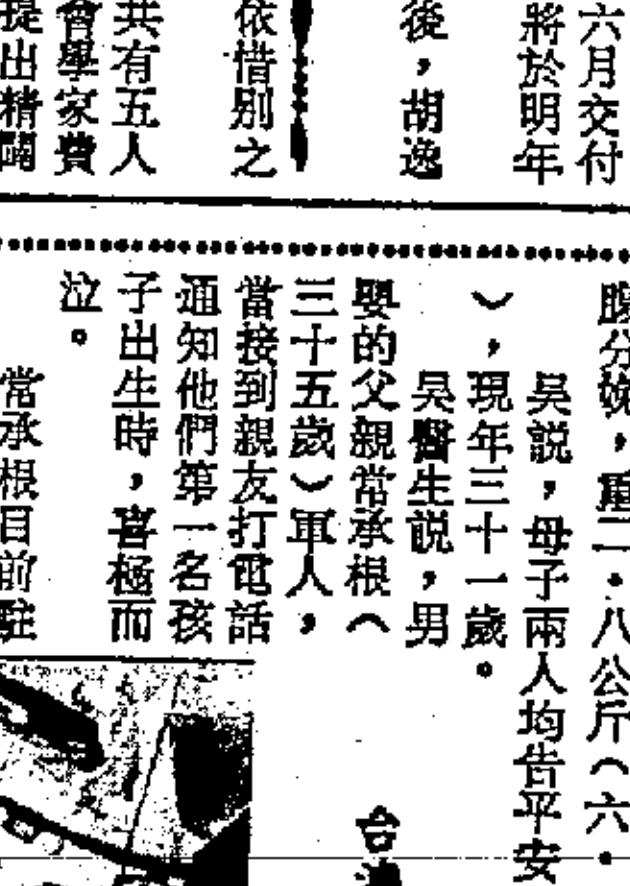 六月交付
將於明年
後，胡逸
依惜別之
共有五人
會學家費
提出精闢
腹分娩，重二．八公斤（六．
吳説，母子兩人均告平安
），現年三十一歲。
吳醫生説，男
嬰的父親常承根（
三十五歲）軍人，
當接到親友打電話
通知他們第一名孩
子出生時，喜極而
泣。
常承根目前駐
台